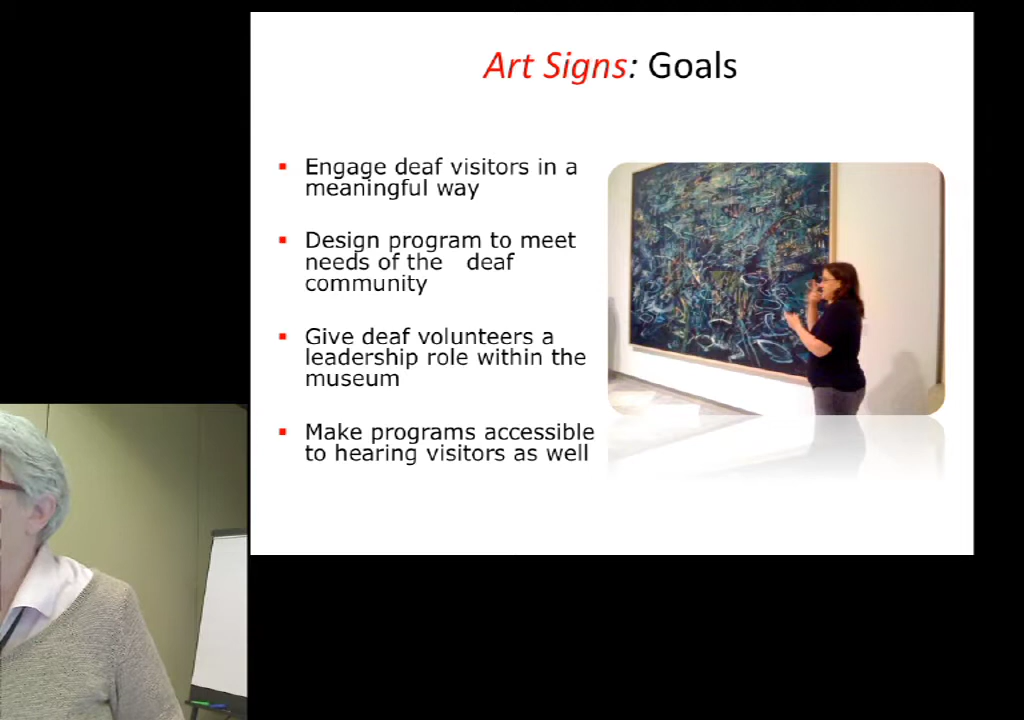 Art Signs: Goals
Engage deaf visitors in a
meaningful way
Design program to meet
needs of the deaf
community
Give deaf volunteers a
leadership role within the
museum
Make programs accessible
to hearing visitors as well